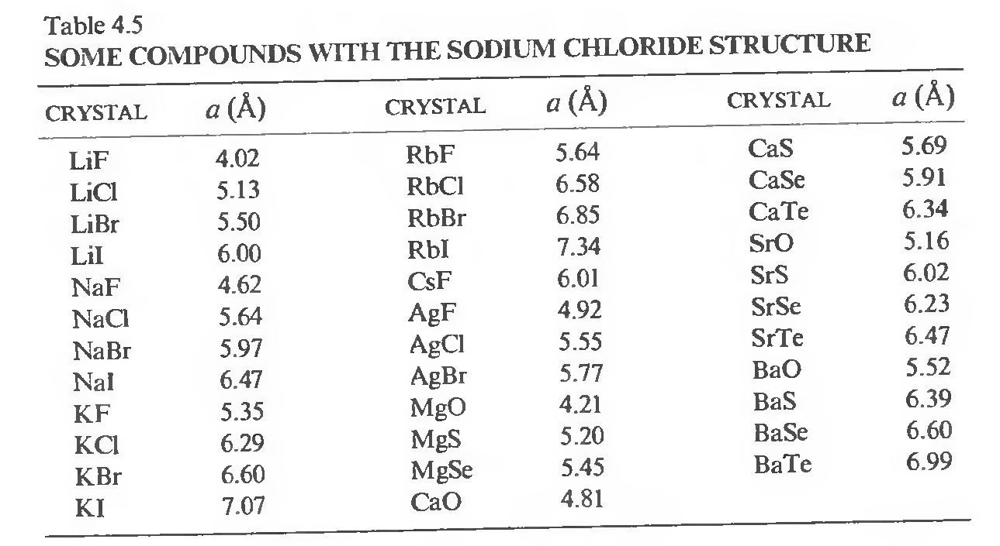 Table 4.5
SOME COMPOUNDS WITH THE SODIUM CHLORIDE STRUCTURE
CRYSTAL a (Å) CRYSTAL a (Å) CRYSTAL a (Å)
LiF 4.02 RbF 5.64 CaS 5.69
LiCl 5.13 RbCl 6.58 CaSe 5.91
LiBr 5.50 RbBr 6.85 CaTe 6.34
LiI 6.00 RbI 7.34 SrO 5.16
NaF 4.62 CsF 6.01 SrS 6.02
NaCl 5.64 AgF 4.92 SrSe 6.23
NaBr 5.97 AgCl 5.55 SrTe 6.47
NaI 6.47 AgBr 5.77 BaO 5.52
KF 5.35 MgO 4.21 BaS 6.39
KCl 6.29 MgS 5.20 BaSe 6.60
KBr 6.60 MgSe 5.45 BaTe 6.99
KI 7.07 CaO 4.81